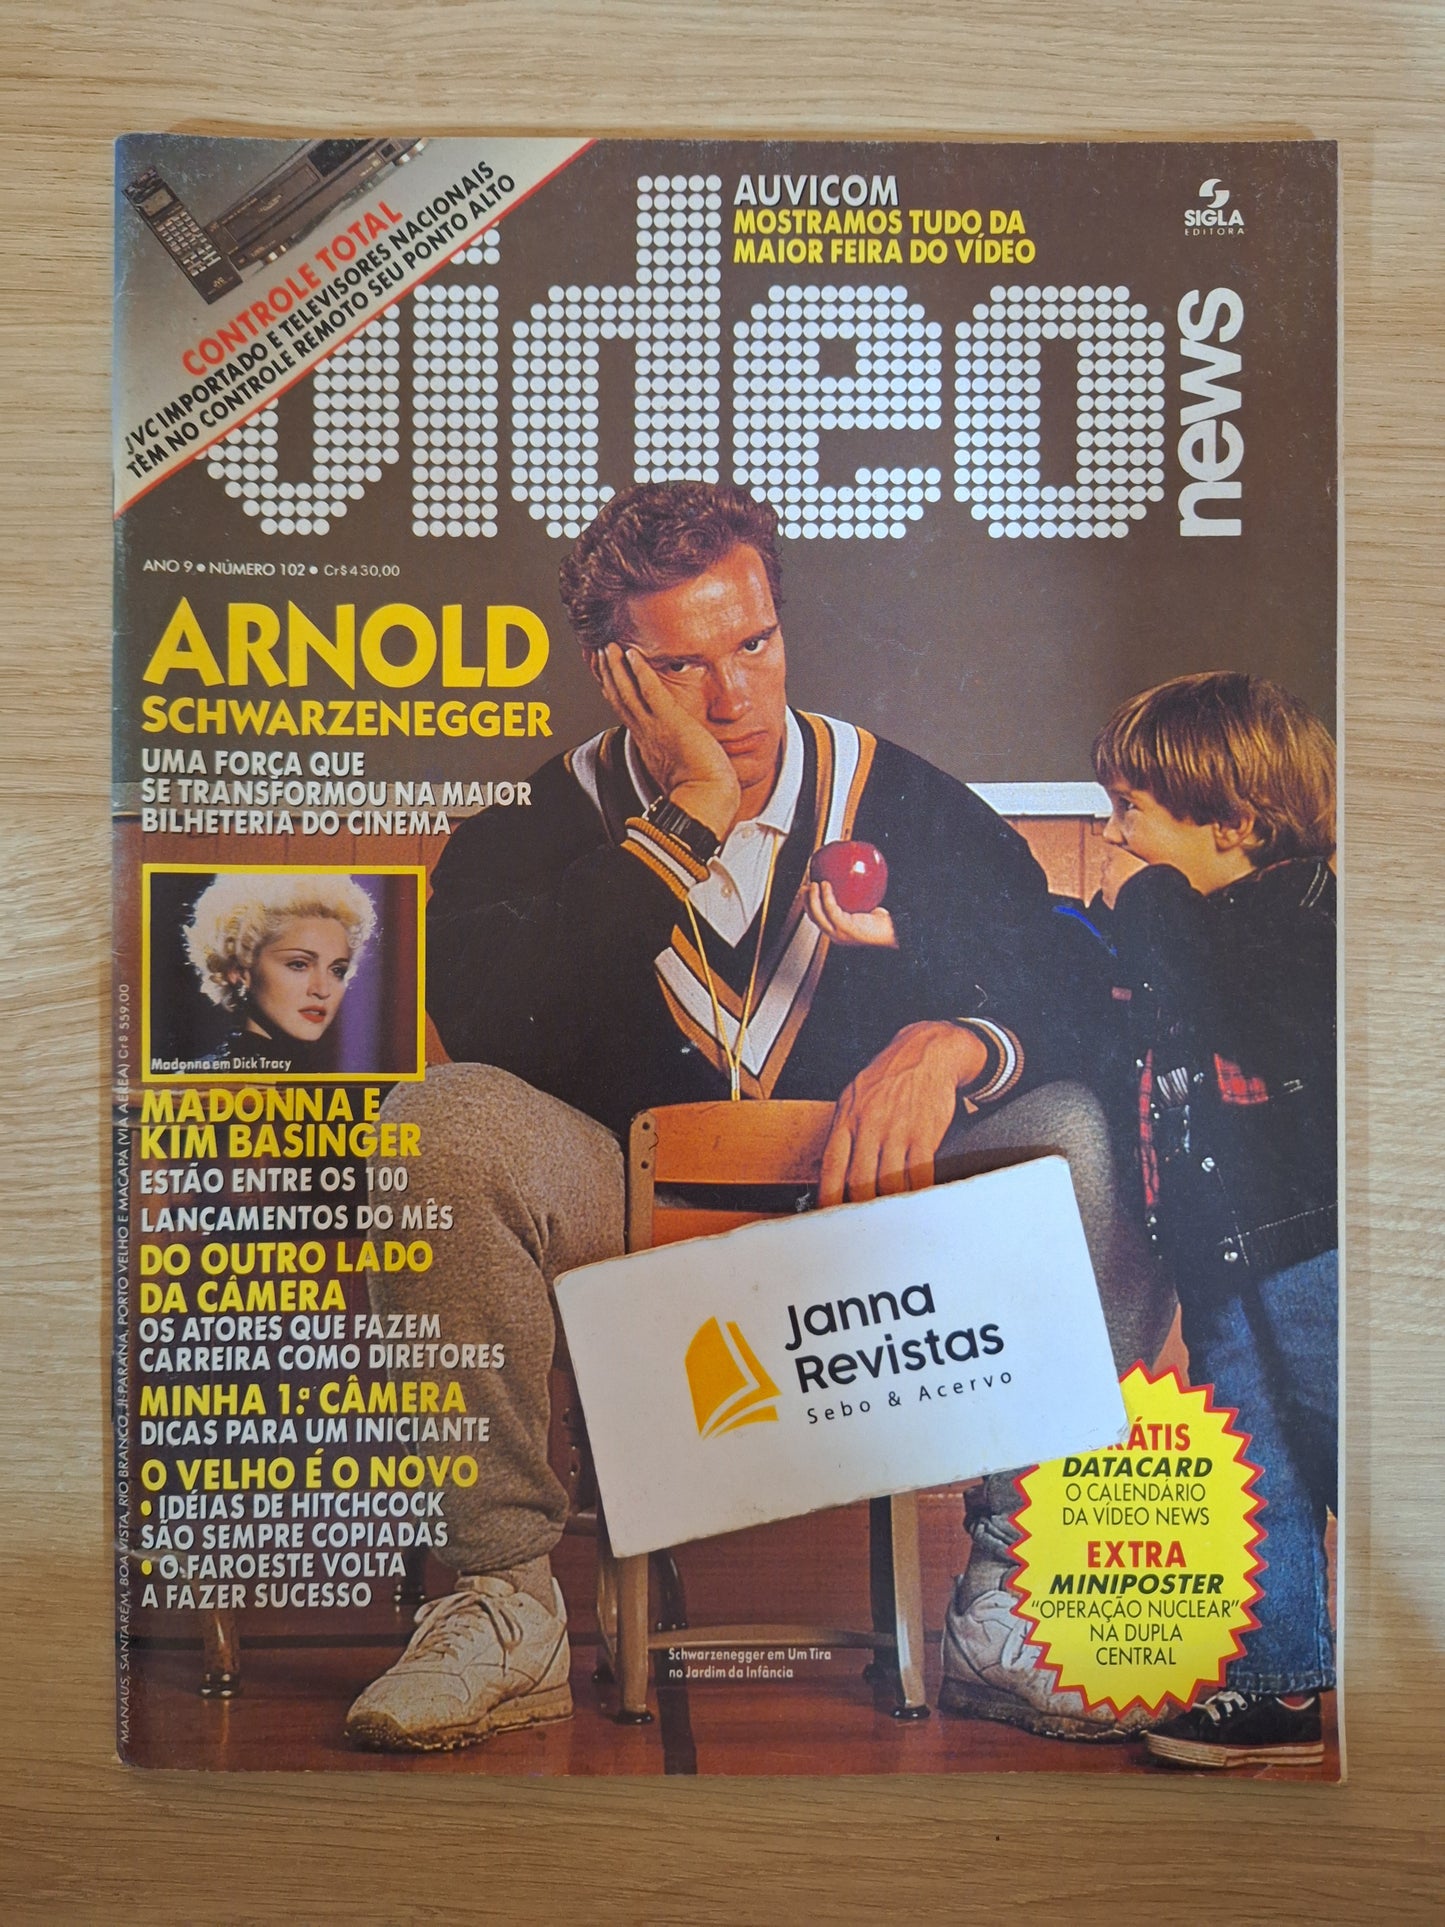 CONTROLE TOTAL
JVC IMPORTADO E TELEVISORES NACIONAIS
TÊM NO CONTROLE REMOTO SEU PONTO ALTO
AUVICOM
MOSTRAMOS TUDO DA
MAIOR FEIRA DO VÍDEO
SIGLA
EDITORA
video
news
ANO 9 • NÚMERO 102 • Cr$ 430,00
ARNOLD
SCHWARZENEGGER
UMA FORÇA QUE
SE TRANSFORMOU NA MAIOR
BILHETERIA DO CINEMA
Madonna em Dick Tracy
MADONNA E
KIM BASINGER
ESTÃO ENTRE OS 100
LANÇAMENTOS DO MÊS
DO OUTRO LADO
DA CÂMERA
OS ATORES QUE FAZEM
CARREIRA COMO DIRETORES
MINHA 1.ª CÂMERA
DICAS PARA UM INICIANTE
O VELHO É O NOVO
• IDÉIAS DE HITCHCOCK
SÃO SEMPRE COPIADAS
• O FAROESTE VOLTA
A FAZER SUCESSO
MANAUS, SANTARÉM, BOA VISTA, RIO BRANCO, JI-PARANÁ, PORTO VELHO E MACAPÁ (VIA AÉREA) Cr$ 559,00
Janna
Revistas
Sebo & Acervo
RÁTIS
DATACARD
O CALENDÁRIO
DA VÍDEO NEWS
EXTRA
MINIPOSTER
"OPERAÇÃO NUCLEAR"
NA DUPLA
CENTRAL
Schwarzenegger em Um Tira
no Jardim da Infância